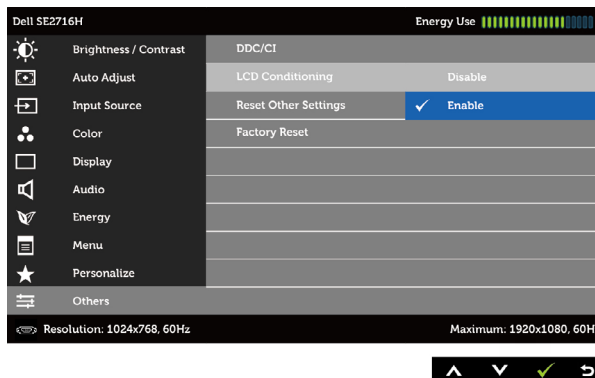 Dell SE2716H Energy Use
Brightness / Contrast DDC/CI
Auto Adjust LCD Conditioning Disable
Input Source Reset Other Settings Enable
Color Factory Reset
Display
Audio
Energy
Menu
Personalize
Others
Resolution: 1024x768, 60Hz Maximum: 1920x1080, 60H